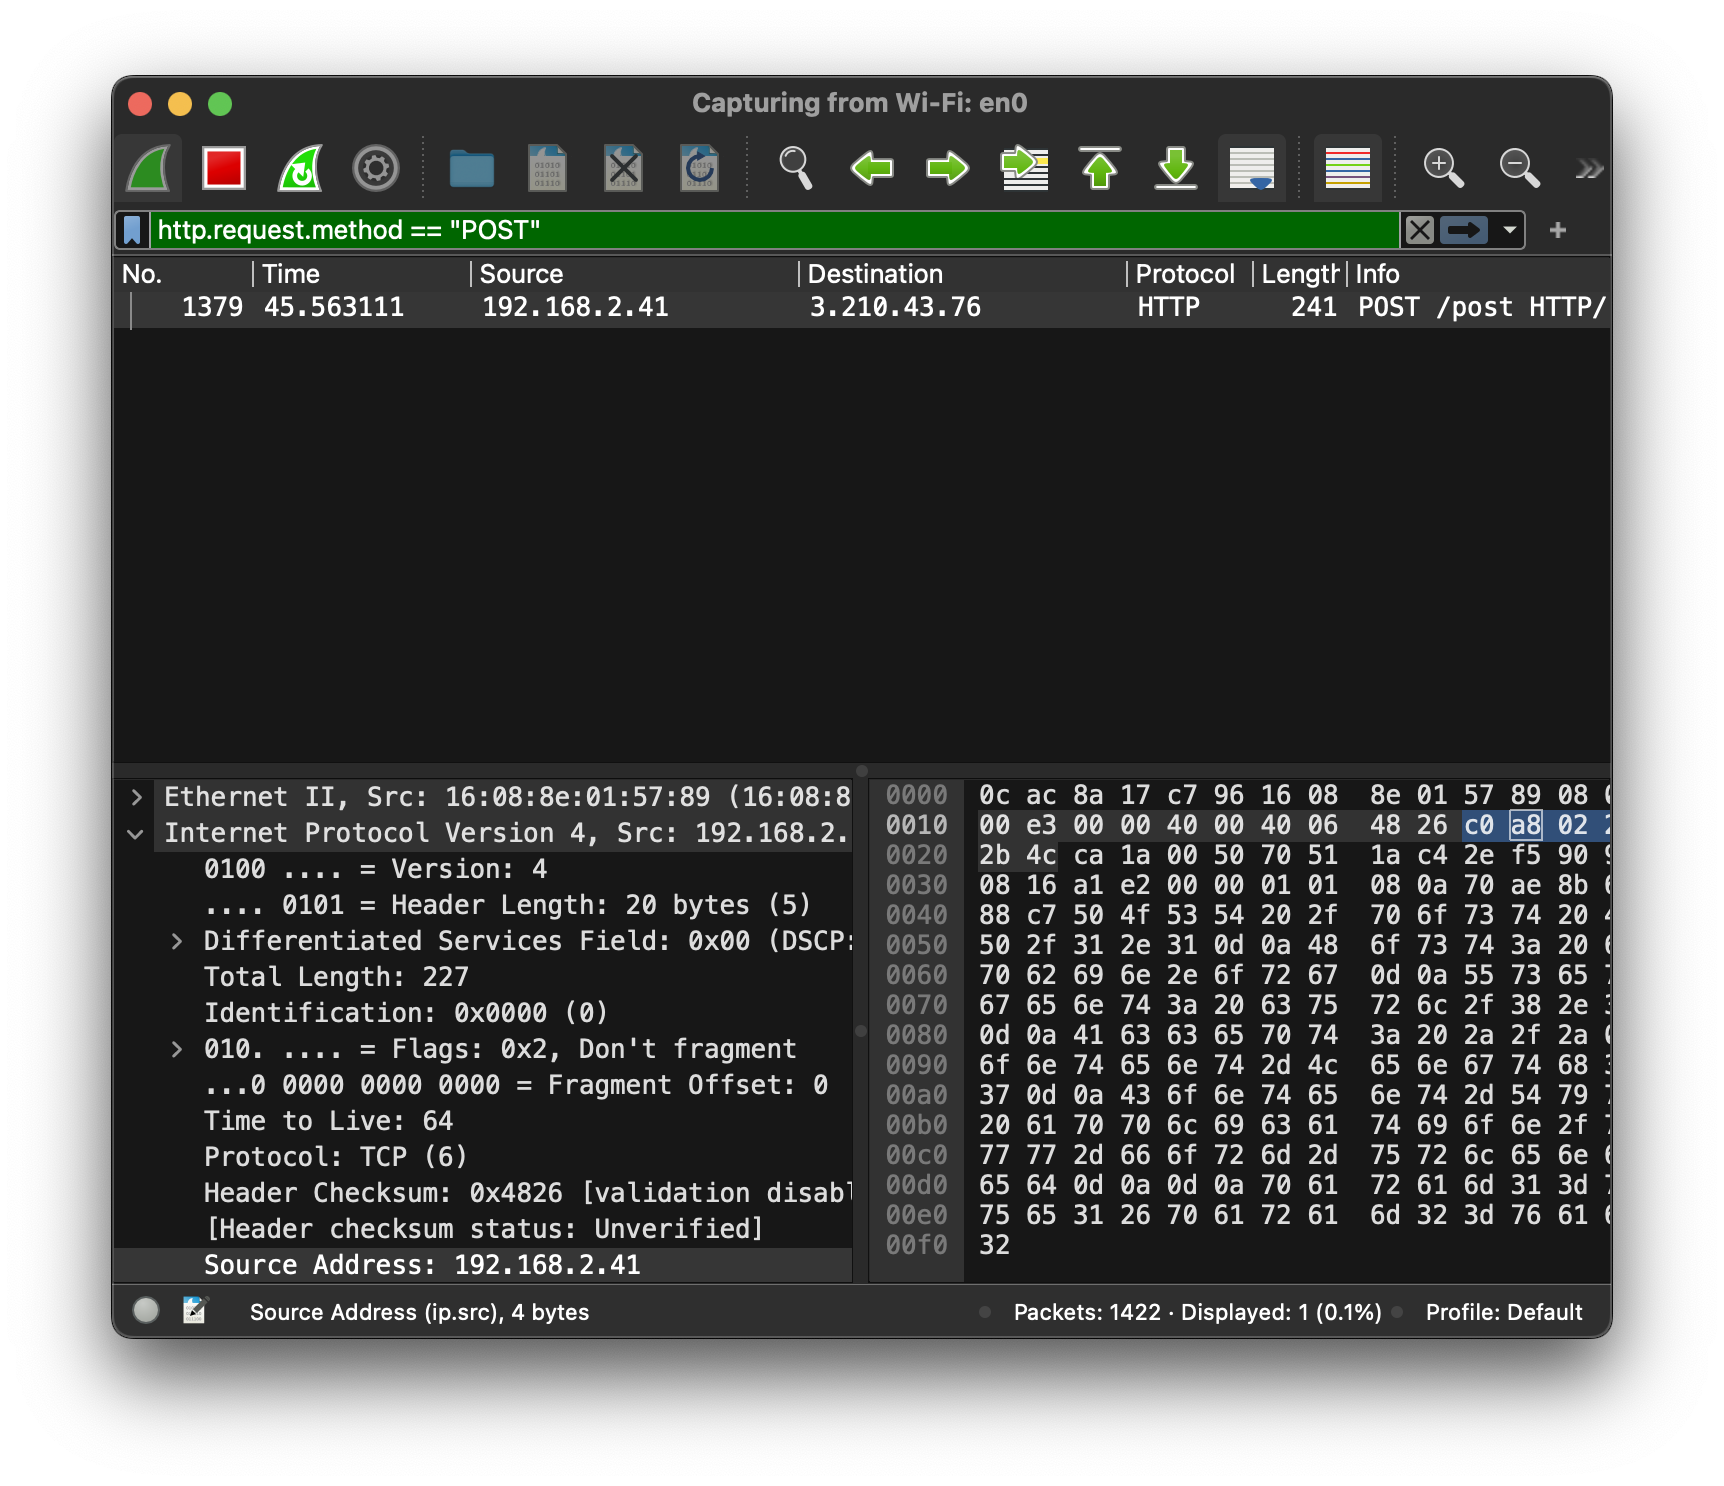 Capturing from Wi-Fi: en0
http.request.method == "POST"
No. Time Source Destination Protocol Length Info
1379 45.563111 192.168.2.41 3.210.43.76 HTTP 241 POST /post HTTP/
Ethernet II, Src: 16:08:8e:01:57:89 (16:08:8
Internet Protocol Version 4, Src: 192.168.2.
0100 .... = Version: 4
.... 0101 = Header Length: 20 bytes (5)
Differentiated Services Field: 0x00 (DSCP:
Total Length: 227
Identification: 0x0000 (0)
010. .... = Flags: 0x2, Don't fragment
...0 0000 0000 0000 = Fragment Offset: 0
Time to Live: 64
Protocol: TCP (6)
Header Checksum: 0x4826 [validation disabl
[Header checksum status: Unverified]
Source Address: 192.168.2.41
0000 0c ac 8a 17 c7 96 16 08 8e 01 57 89 08
0010 00 e3 00 00 40 00 40 06 48 26 c0 a8 02
0020 2b 4c ca 1a 00 50 70 51 1a c4 2e f5 90
0030 08 16 a1 e2 00 00 01 01 08 0a 70 ae 8b
0040 88 c7 50 4f 53 54 20 2f 70 6f 73 74 20
0050 50 2f 31 2e 31 0d 0a 48 6f 73 74 3a 20
0060 70 62 69 6e 2e 6f 72 67 0d 0a 55 73 65
0070 67 65 6e 74 3a 20 63 75 72 6c 2f 38 2e
0080 0d 0a 41 63 63 65 70 74 3a 20 2a 2f 2a
0090 6f 6e 74 65 6e 74 2d 4c 65 6e 67 74 68
00a0 37 0d 0a 43 6f 6e 74 65 6e 74 2d 54 79
00b0 20 61 70 70 6c 69 63 61 74 69 6f 6e 2f
00c0 77 77 2d 66 6f 72 6d 2d 75 72 6c 65 6e
00d0 65 64 0d 0a 0d 0a 70 61 72 61 6d 31 3d
00e0 75 65 31 26 70 61 72 61 6d 32 3d 76 61
00f0 32
Source Address (ip.src), 4 bytes
Packets: 1422 · Displayed: 1 (0.1%)
Profile: Default